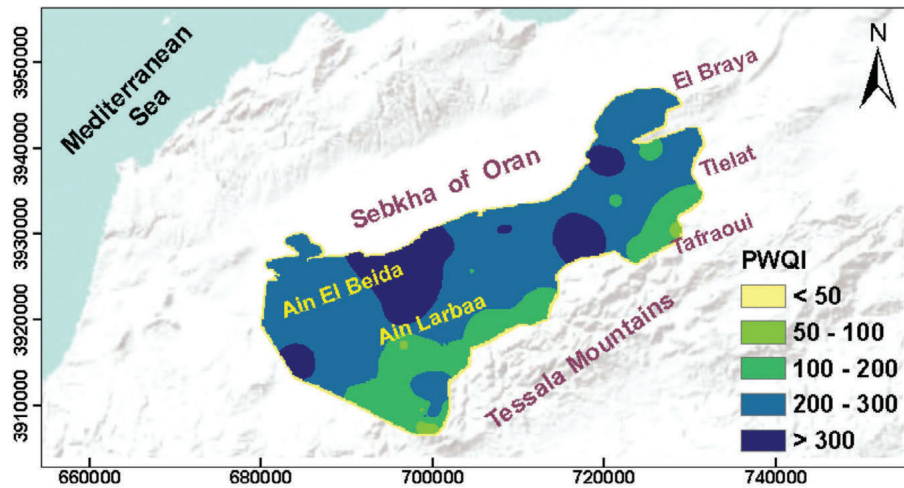 N
Mediterranean
Sea
El Braya
Sebkha of Oran
Tlelat
Tafraoui
Ain El Beida
Ain Larbaa
Tessala Mountains
PWQI
< 50
50 - 100
100 - 200
200 - 300
> 300
3950000
3940000
3930000
3920000
3910000
660000 680000 700000 720000 740000